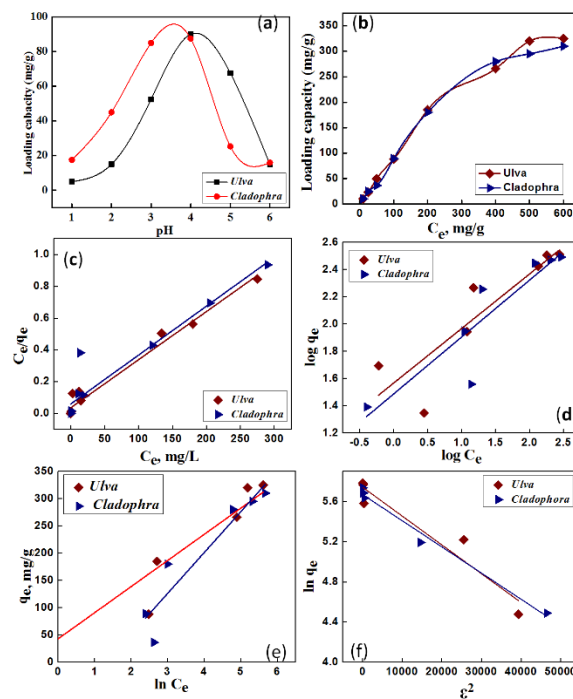 (a)
Loading cabacity (mg/g)
100
80
60
40
20
0
1 2 3 4 5 6
pH
Ulva
Cladophra
(b)
Loading capacity (mg/g)
400
350
300
250
200
150
100
50
0
0 100 200 300 400 500 600
Ce, mg/g
Ulva
Cladophra
(c)
Ce/qe
1.0
0.8
0.6
0.4
0.2
0.0
0 50 100 150 200 250 300
Ce, mg/L
Ulva
Cladophra
(d)
log qe
2.6
2.4
2.2
2.0
1.8
1.6
1.4
1.2
-0.5 0.0 0.5 1.0 1.5 2.0 2.5
log Ce
Ulva
Cladophra
(e)
qe, mg/g
350
300
250
200
150
100
50
0
0 1 2 3 4 5 6
ln Ce
Ulva
Cladophra
(f)
ln qe
5.6
5.2
4.8
4.4
4.0
0 10000 20000 30000 40000 50000
ε²
Ulva
Cladophora